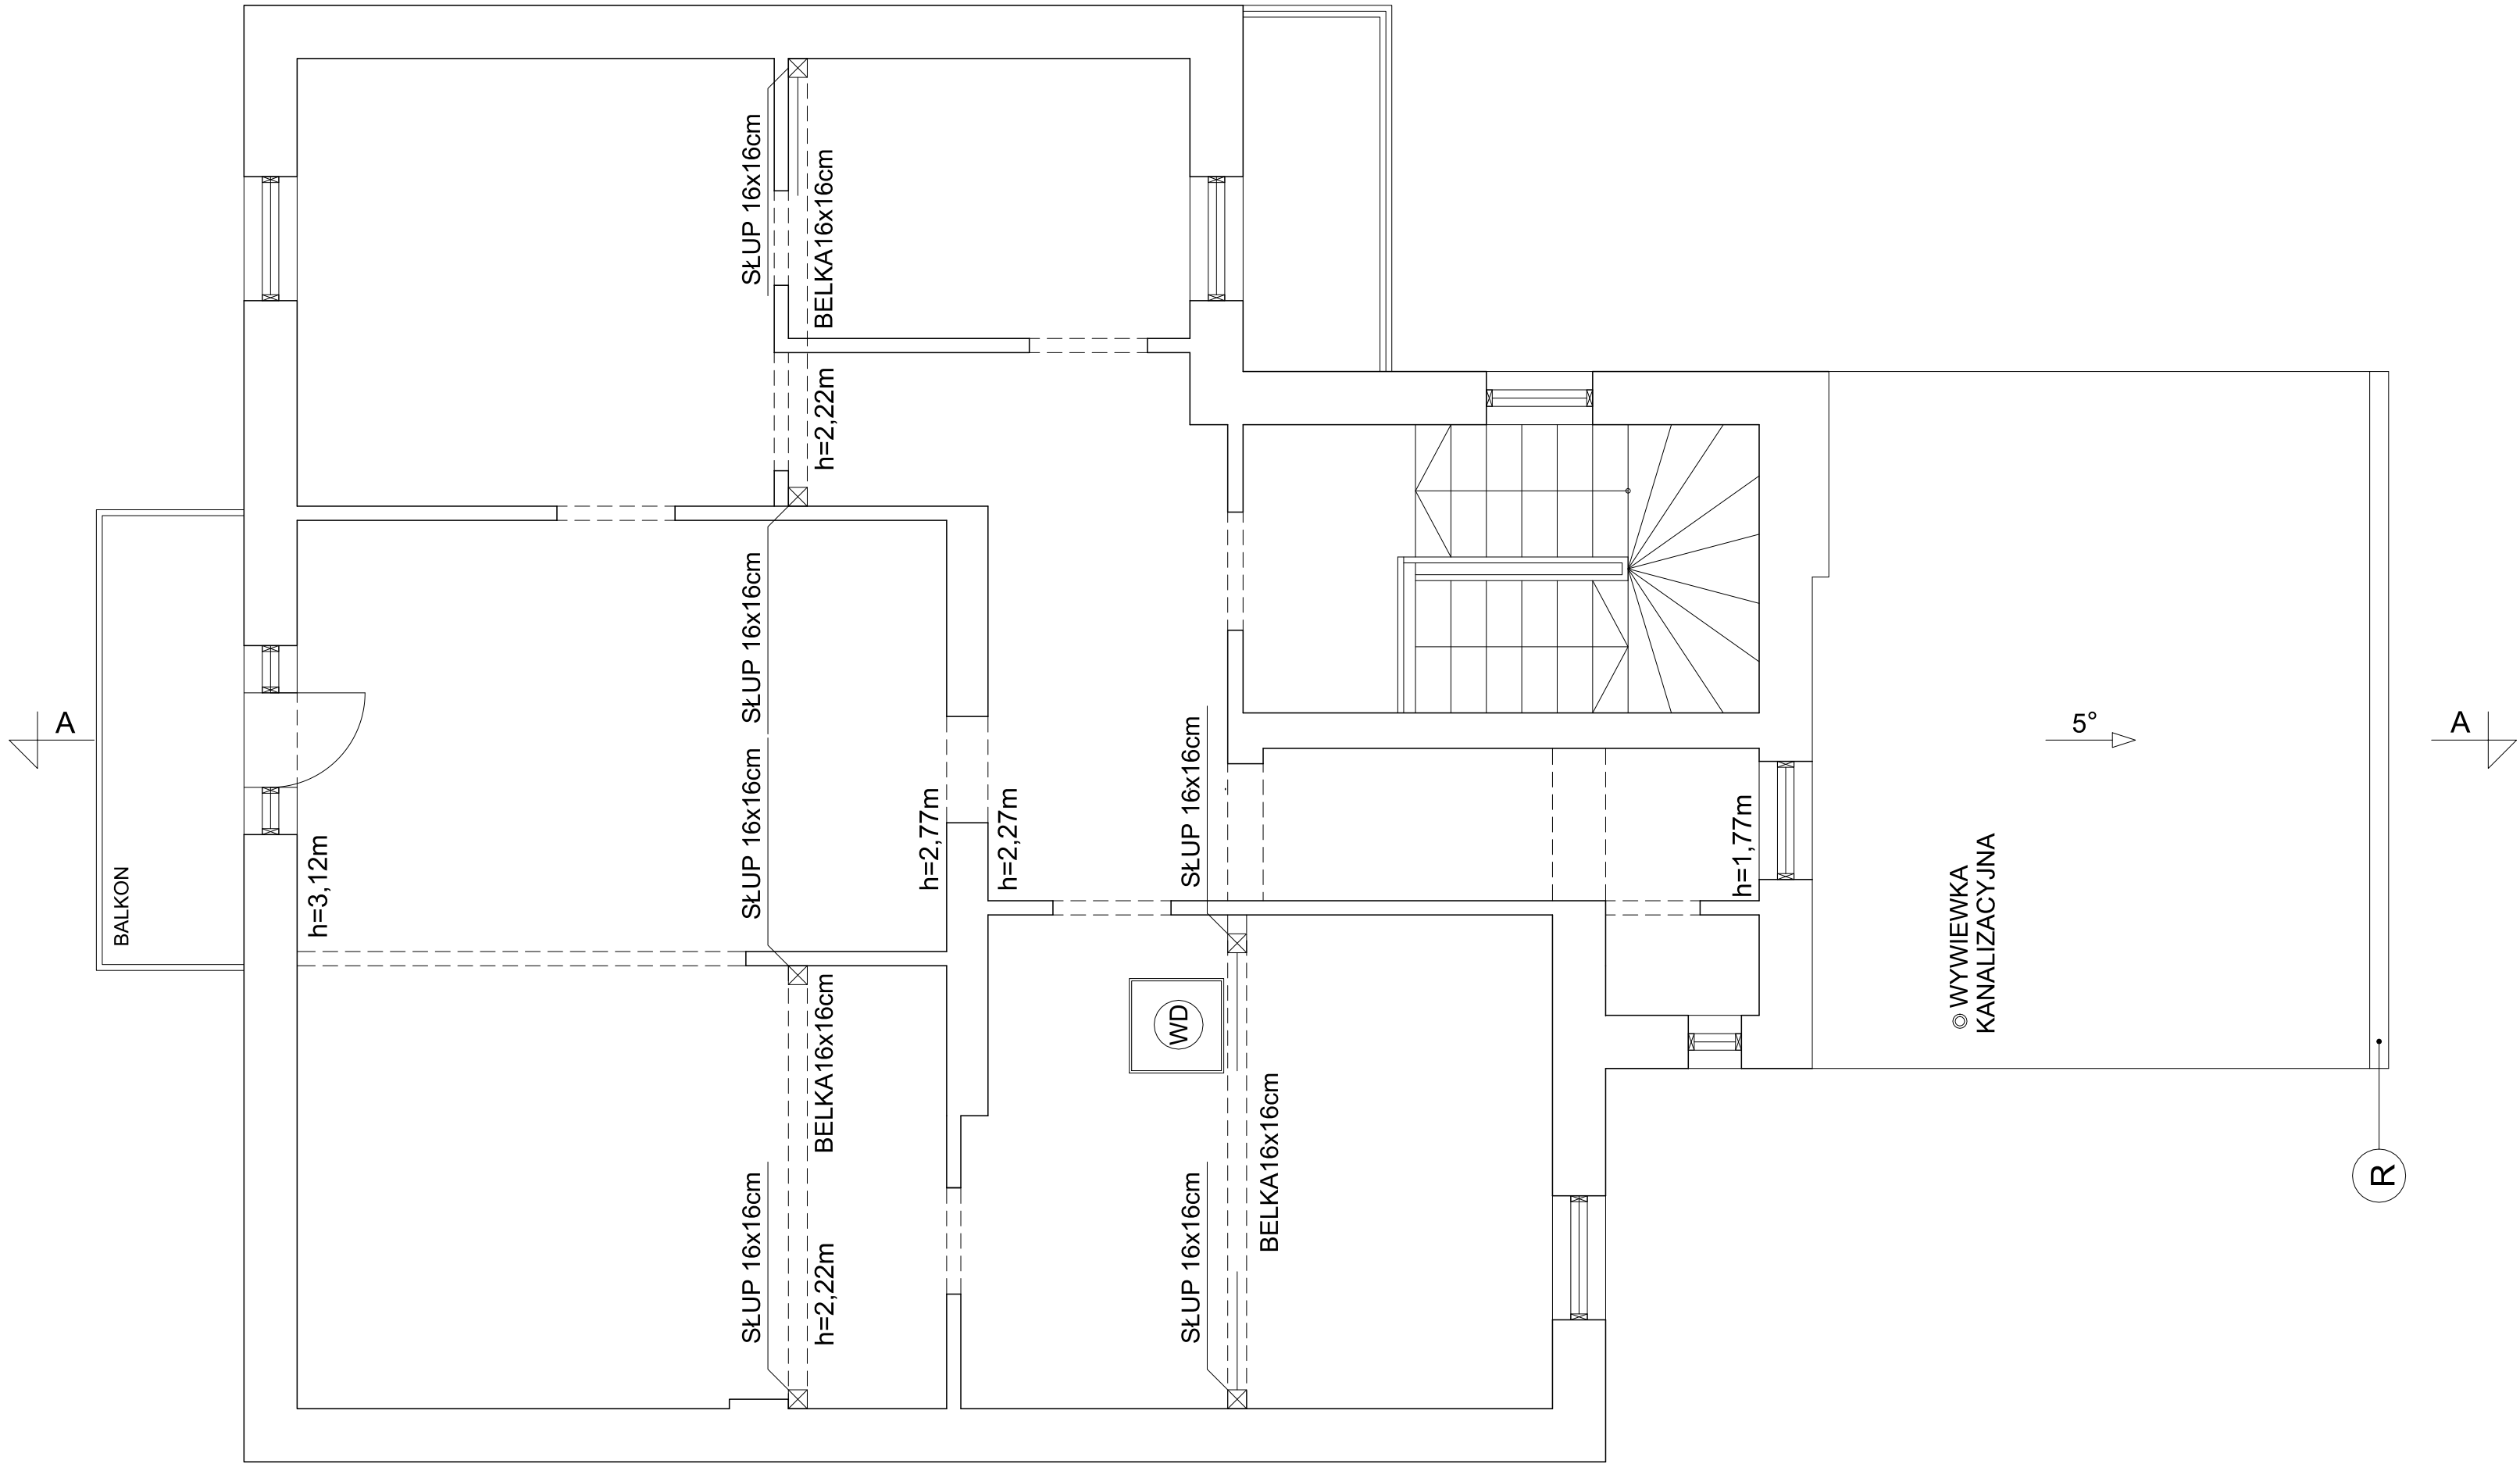 A
BALKON
h=3,12m
SŁUP 16x16cm
BELKA16x16cm
h=2,22m
SŁUP 16x16cm
SŁUP 16x16cm
BELKA16x16cm
SŁUP 16x16cm
h=2,22m
h=2,77m
h=2,27m
SŁUP 16x16cm
WD
SŁUP 16x16cm
BELKA16x16cm
h=1,77m
WYWIEWKA
KANALIZACYJNA
5°
R
A